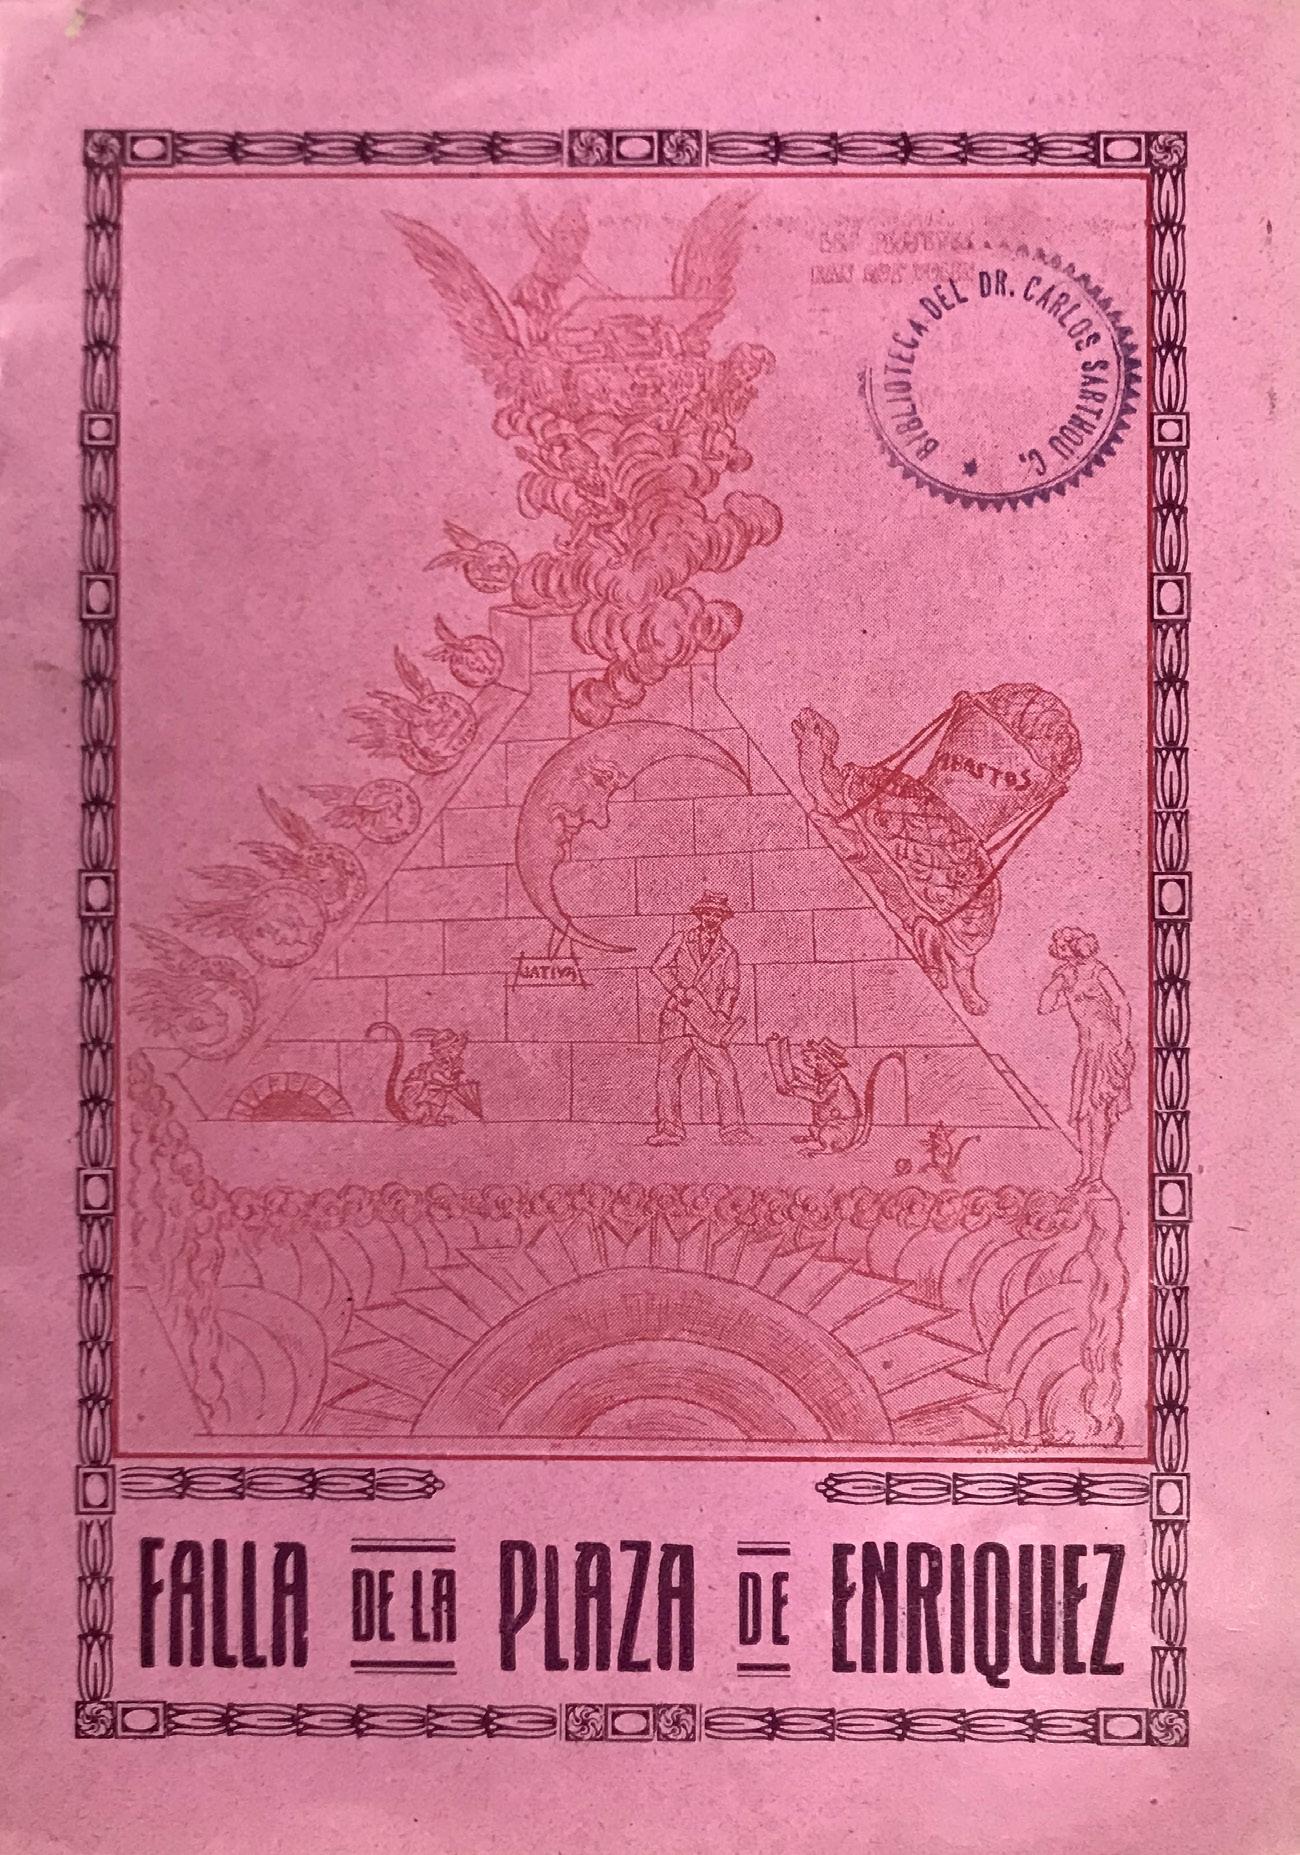 BIBLIOTECA DEL DR. CARLOS SARTHOU C.
ABASTOS
JATIVA
FALLA DE LA PLAZA DE ENRIQUEZ